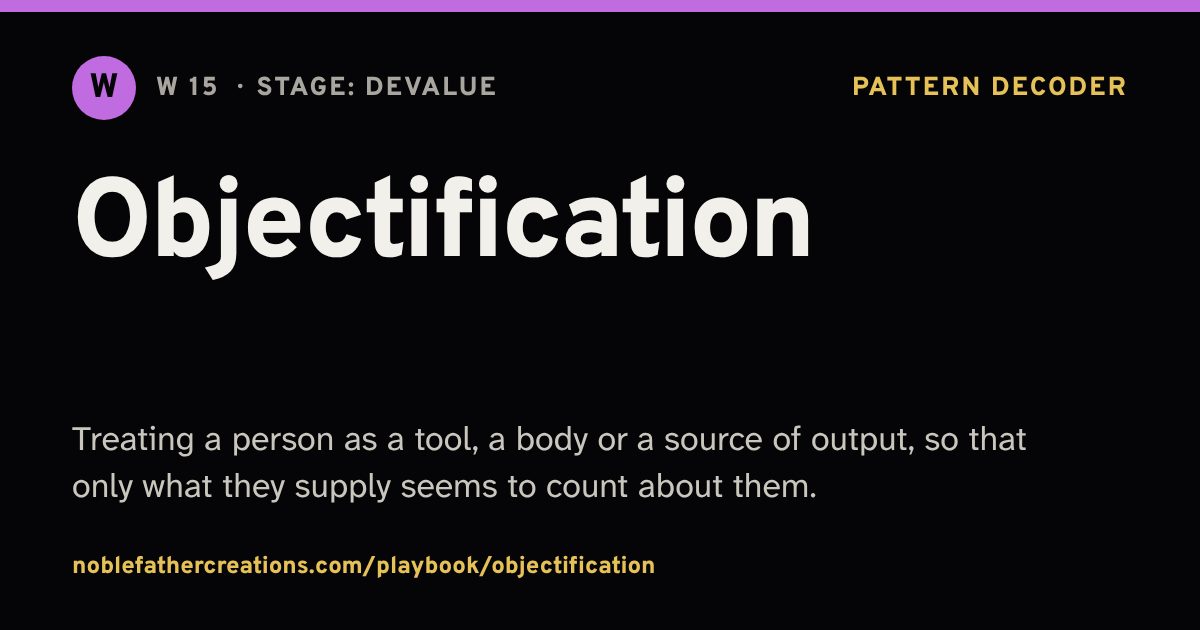 W
W 15 · STAGE: DEVALUE
PATTERN DECODER
Objectification
Treating a person as a tool, a body or a source of output, so that
only what they supply seems to count about them.
noblefathercreations.com/playbook/objectification